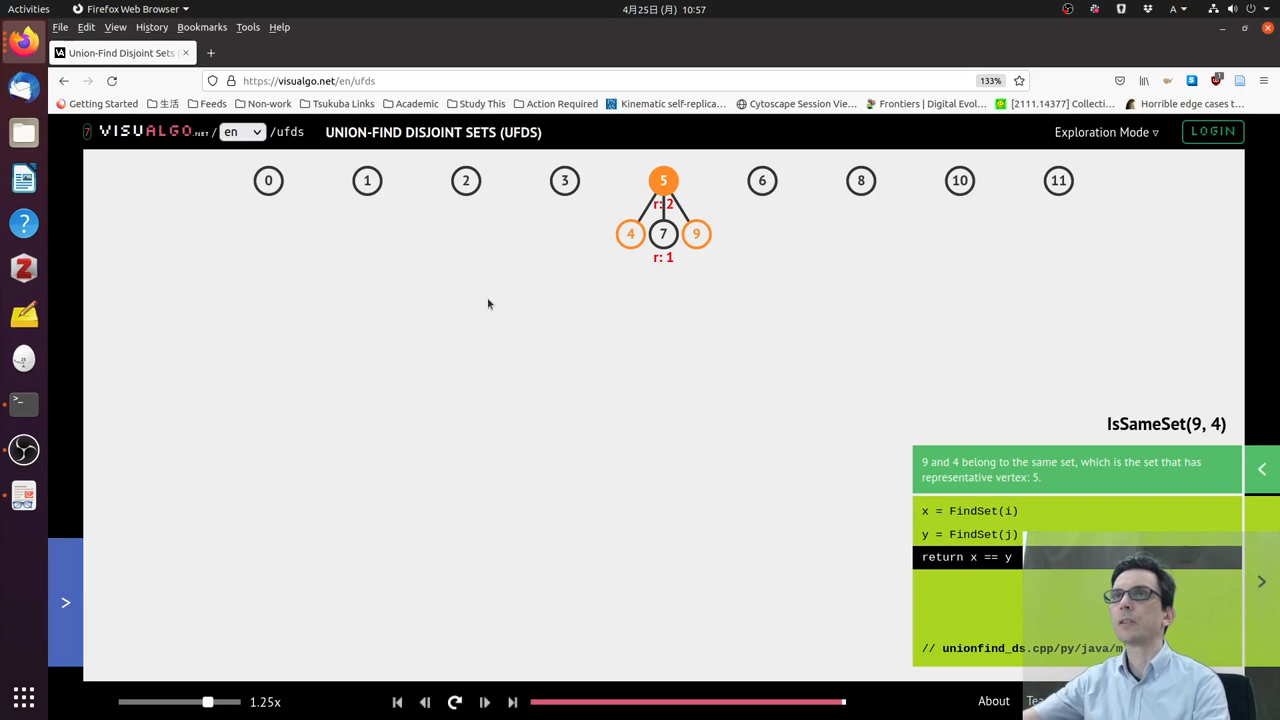 Activities
Firefox Web Browser
4月25日 (月) 10:57
A
File Edit View History Bookmarks Tools Help
Union-Find Disjoint Sets (
https://visualgo.net/en/ufds
133%
Getting Started
生活
Feeds
Non-work
Tsukuba Links
Academic
Study This
Action Required
Kinematic self-replica...
Cytoscape Session View...
Frontiers | Digital Evol...
[2111.14377] Collecti...
Horrible edge cases t...
7 VISUALGO.NET / en /ufds
UNION-FIND DISJOINT SETS (UFDS)
Exploration Mode ▿
LOGIN
0 1 2 3 5 6 8 10 11
r: 2
4 7 9
r: 1
IsSameSet(9, 4)
9 and 4 belong to the same set, which is the set that has
representative vertex: 5.
x = FindSet(i)
y = FindSet(j)
return x == y
// unionfind_ds.cpp/py/java/m
1.25x
About